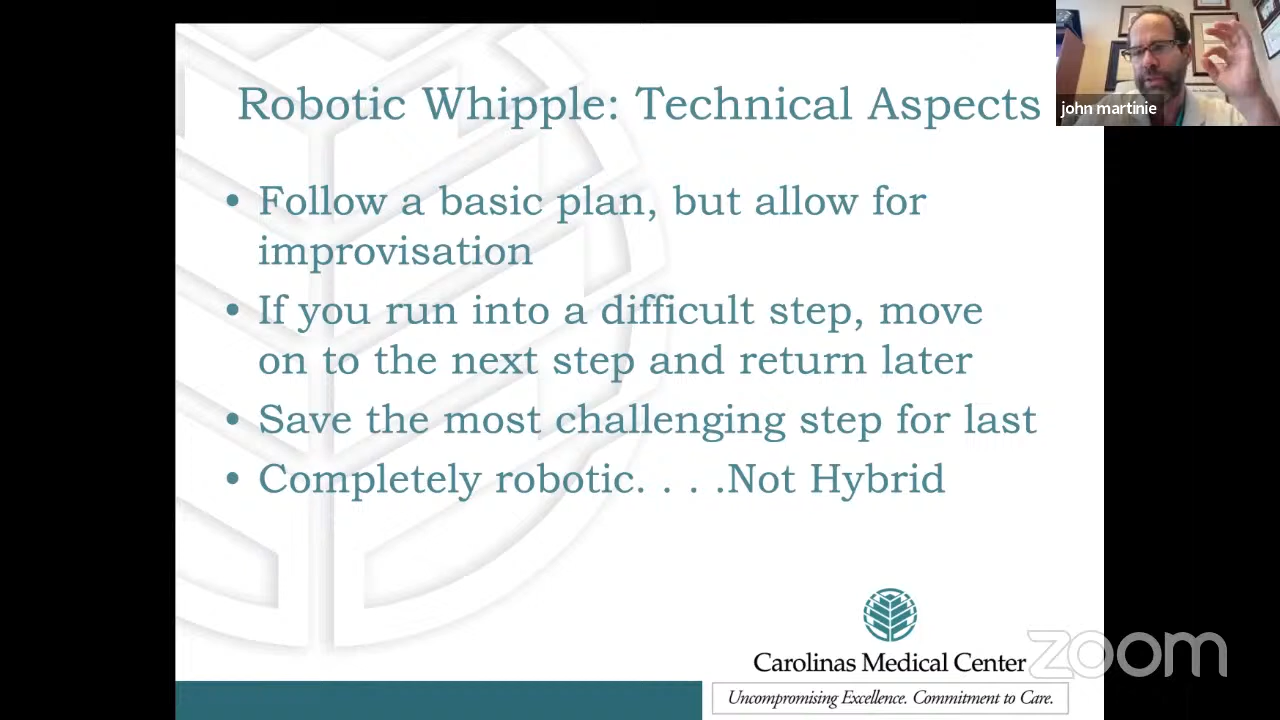 Robotic Whipple: Technical Aspects
john martinie
• Follow a basic plan, but allow for
improvisation
• If you run into a difficult step, move
on to the next step and return later
• Save the most challenging step for last
• Completely robotic. . . .Not Hybrid
Carolinas Medical Center
zoom
Uncompromising Excellence. Commitment to Care.